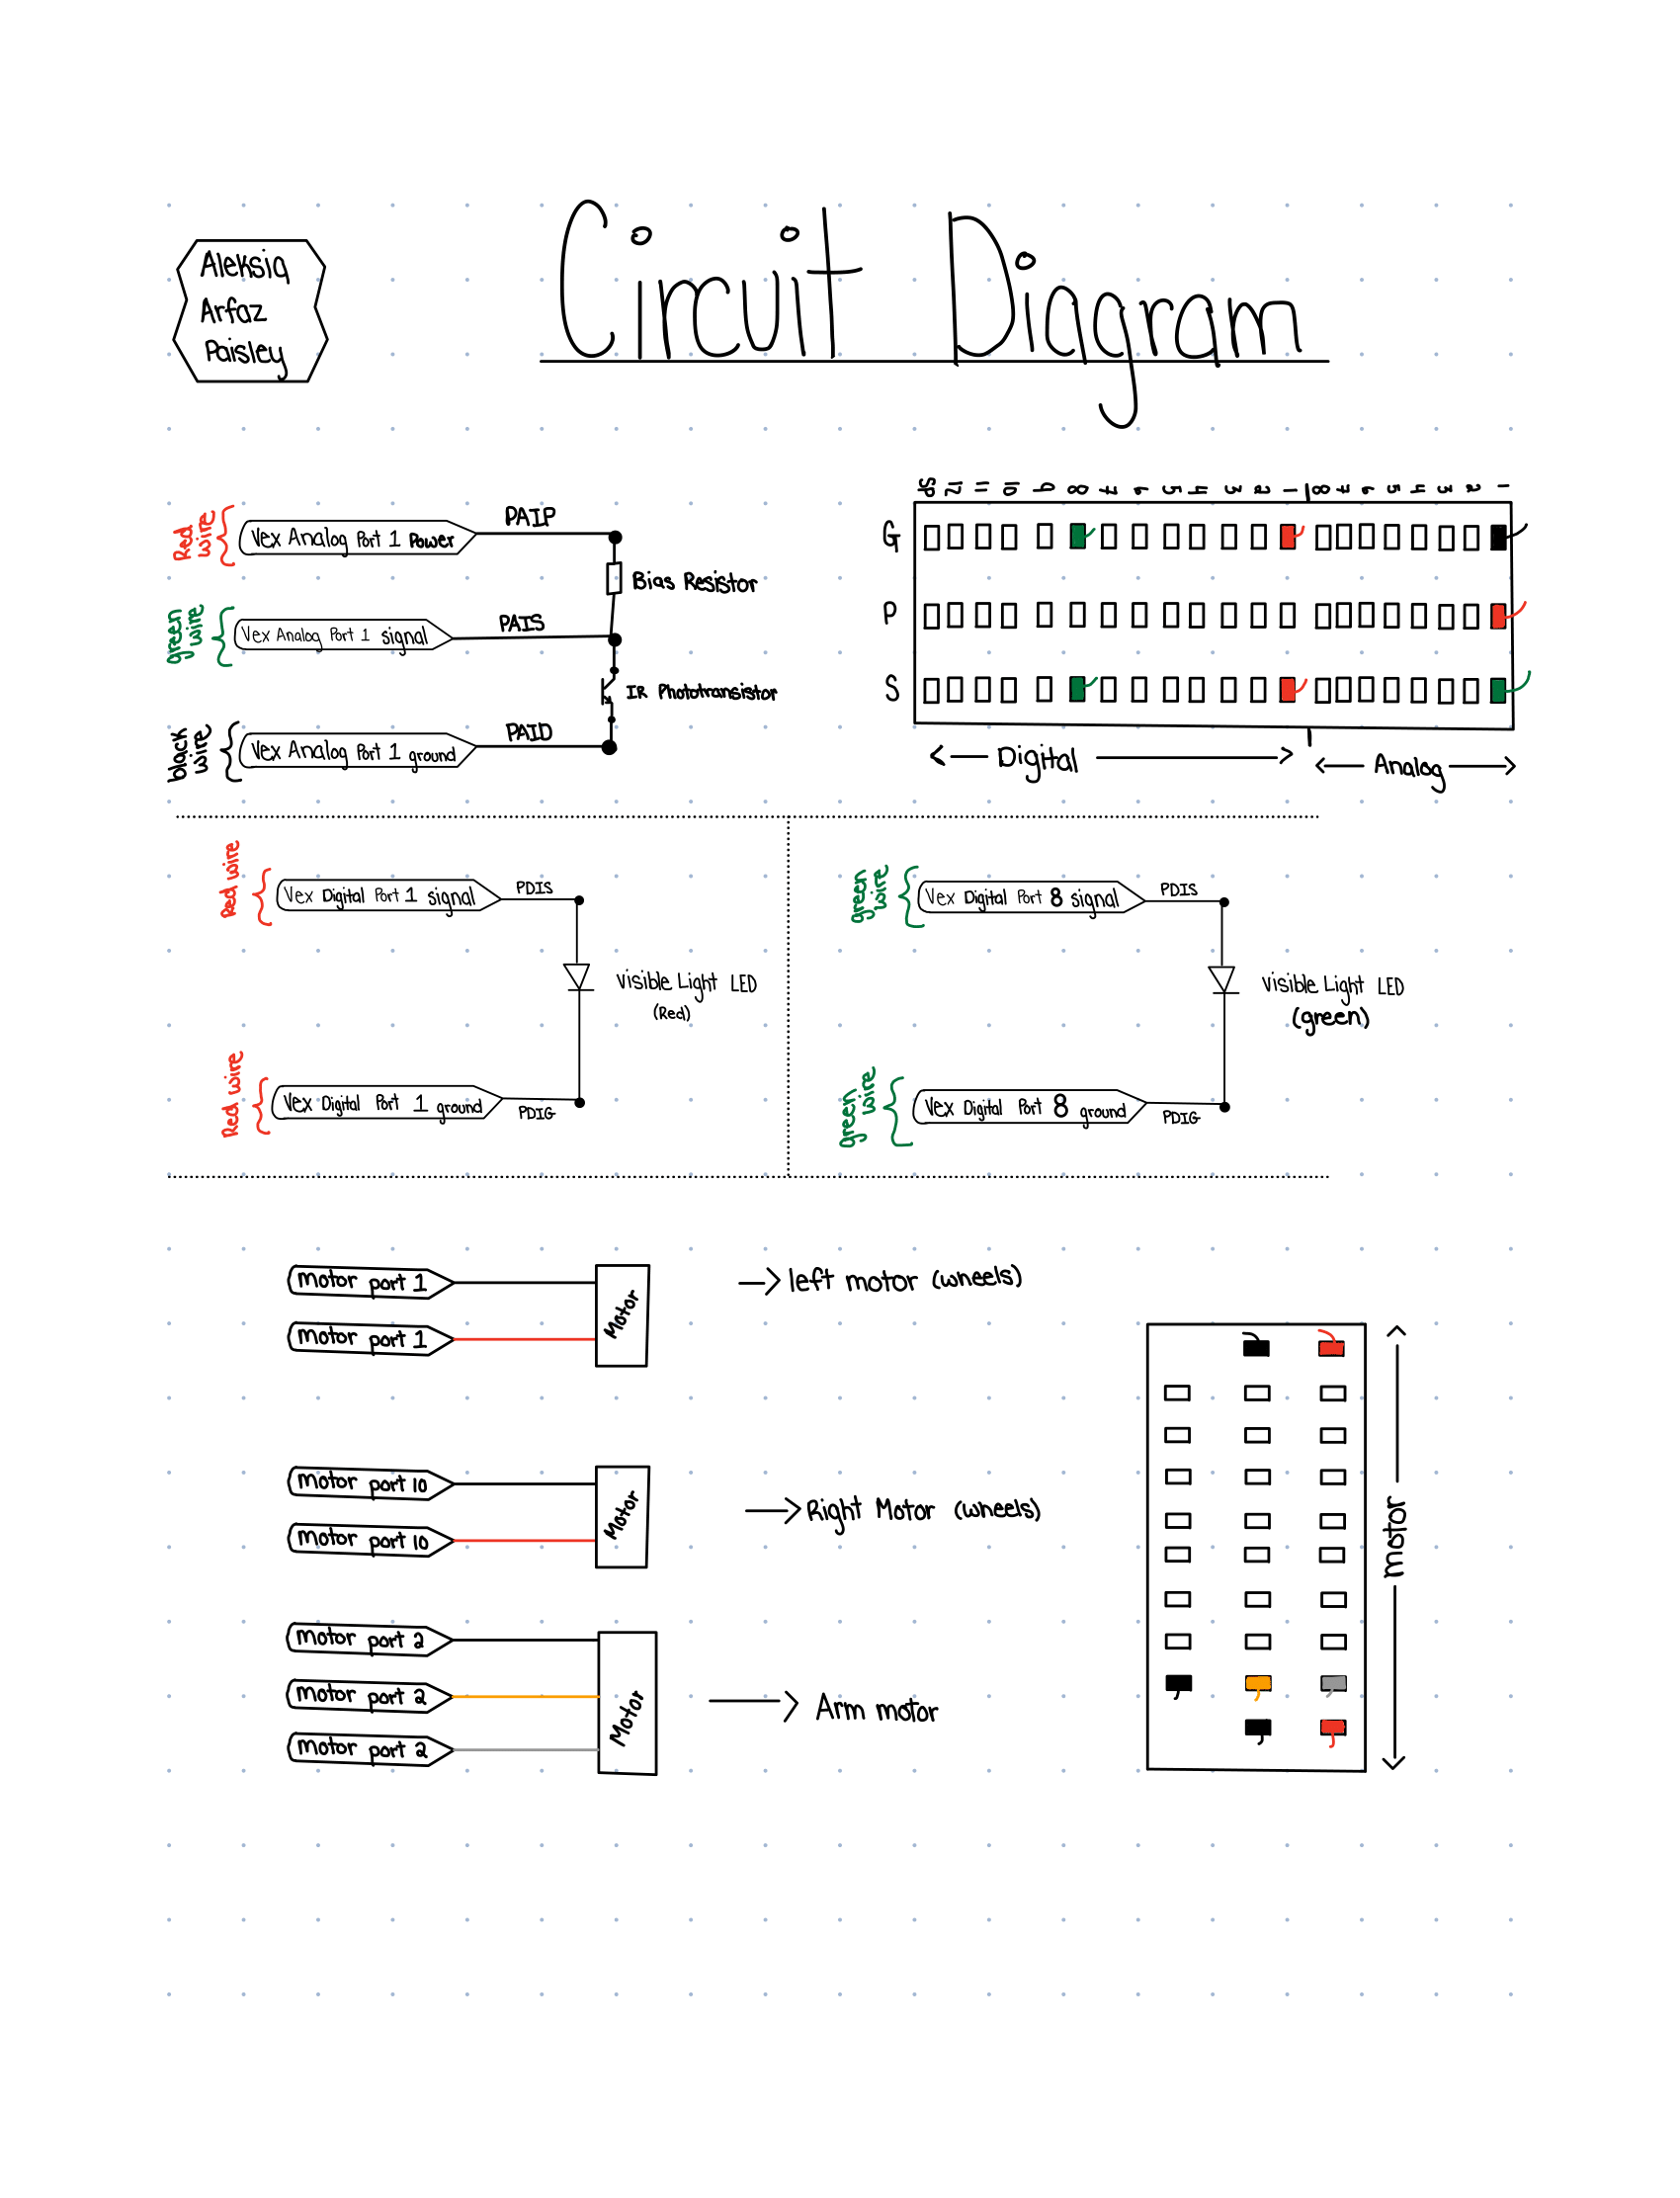 Circuit Diagram
Aleksia
Arfaz
Paisley
Red wire
Vex Analog Port 1 Power
PAIP
Bias Resistor
green wire
Vex Analog Port 1 signal
PAIS
IR Phototransistor
black wire
Vex Analog Port 1 ground
PAID
SP 12 11 10 9 8 7 6 5 4 3 2 1 8 7 6 5 4 3 2 1
G
P
S
Digital
Analog
Red wire
Vex Digital Port 1 signal
PDIS
Visible Light LED
(Red)
Red wire
Vex Digital Port 1 ground
PDIG
green wire
Vex Digital Port 8 signal
PDIS
Visible Light LED
(green)
green wire
Vex Digital Port 8 ground
PDIG
motor port 1
motor port 1
Motor
left motor (wheels)
motor port 10
motor port 10
Motor
Right Motor (wheels)
motor port 2
motor port 2
motor port 2
Motor
Arm motor
motor